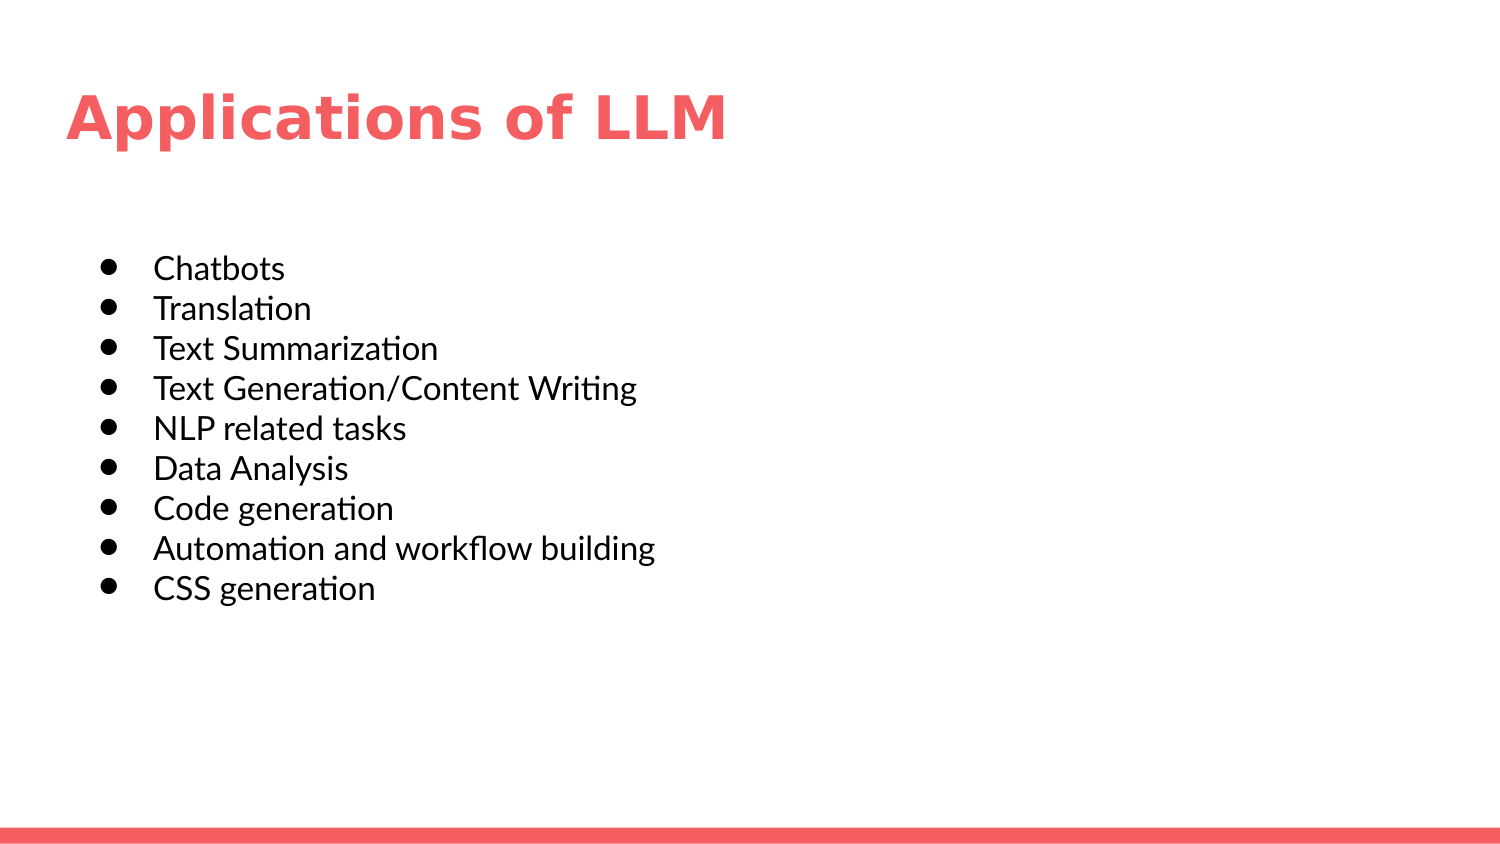 Applications of LLM
● Chatbots
● Translation
● Text Summarization
● Text Generation/Content Writing
● NLP related tasks
● Data Analysis
● Code generation
● Automation and workflow building
● CSS generation